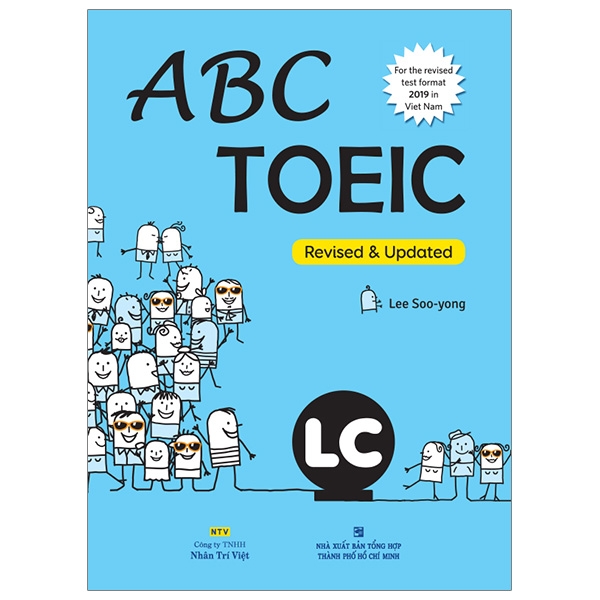 For the revised
test format
2019 in
Viet Nam
ABC
TOEIC
Revised & Updated
Lee Soo-yong
LC
NTV
Công ty TNHH
Nhân Trí Việt
NHÀ XUẤT BẢN TỔNG HỢP
THÀNH PHỐ HỒ CHÍ MINH